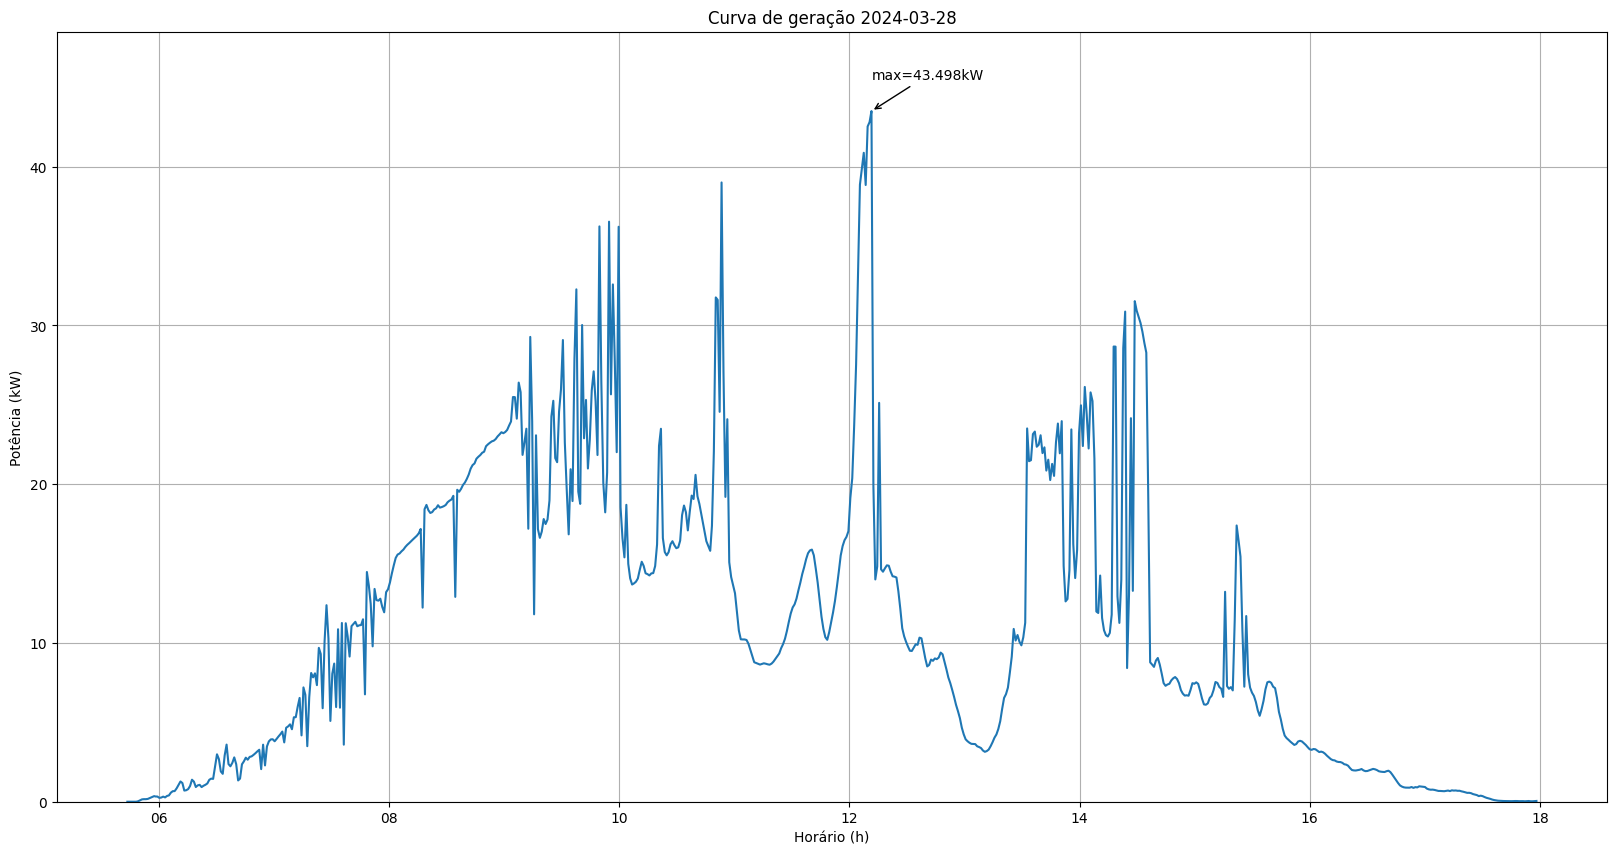 Curva de geração 2024-03-28
max=43.498kW
Potência (kW)
40
30
20
10
0
06 08 10 12 14 16 18
Horário (h)